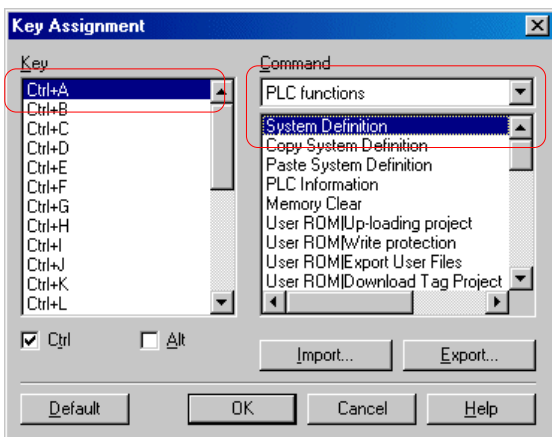 Key Assignment
Key
Ctrl+A
Ctrl+B
Ctrl+C
Ctrl+D
Ctrl+E
Ctrl+F
Ctrl+G
Ctrl+H
Ctrl+I
Ctrl+J
Ctrl+K
Ctrl+L
Ctrl
Alt
Command
PLC functions
System Definition
Copy System Definition
Paste System Definition
PLC Information
Memory Clear
User ROM|Up-loading project
User ROM|Write protection
User ROM|Export User Files
User ROM|Download Tag Project
Import...
Export...
Default
OK
Cancel
Help